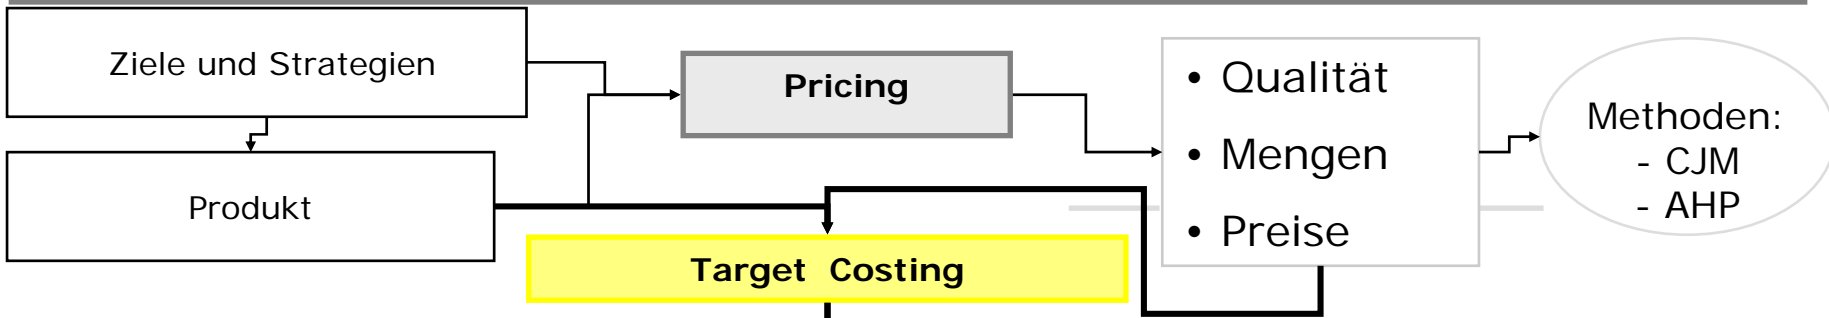 Ziele und Strategien
Produkt
Pricing
Target Costing
• Qualität
• Mengen
• Preise
Methoden:
- CJM
- AHP